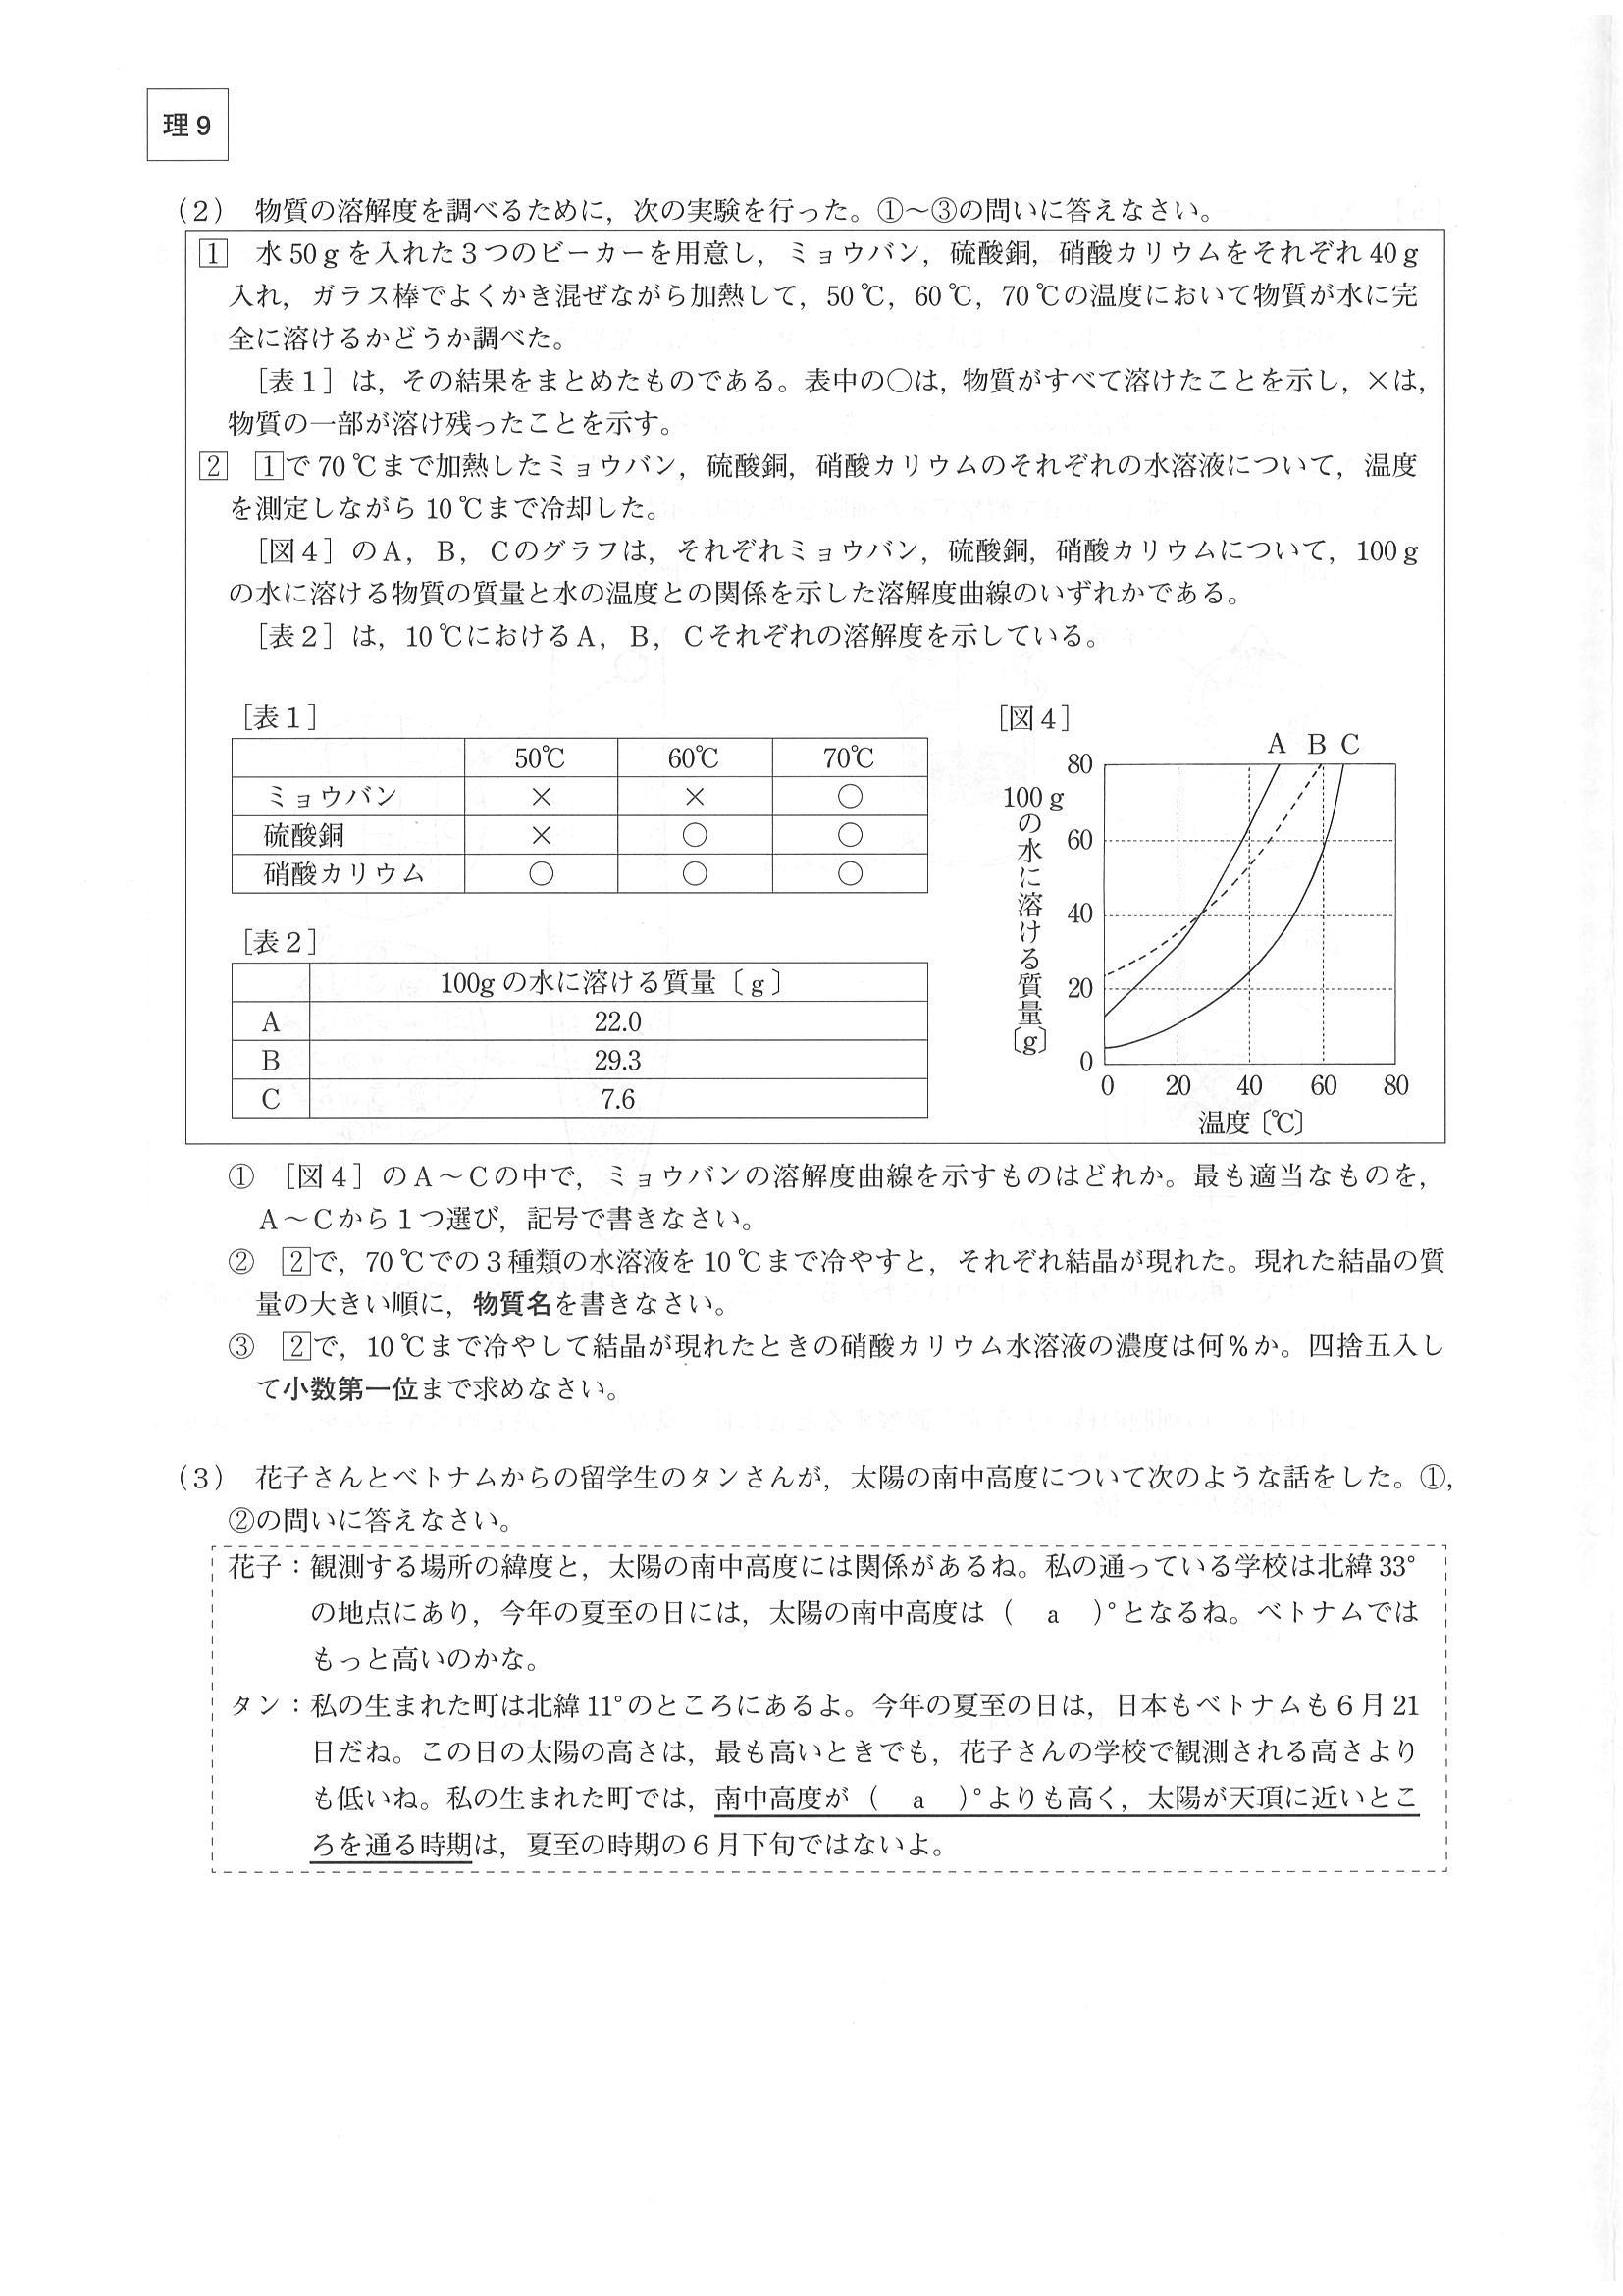 理9
(2) 物質の溶解度を調べるために，次の実験を行った。①～③の問いに答えなさい。
1 水50gを入れた3つのビーカーを用意し，ミョウバン，硫酸銅，硝酸カリウムをそれぞれ40g
入れ，ガラス棒でよくかき混ぜながら加熱して，50℃，60℃，70℃の温度において物質が水に完
全に溶けるかどうか調べた。
［表1］は，その結果をまとめたものである。表中の○は，物質がすべて溶けたことを示し，×は，
物質の一部が溶け残ったことを示す。
2 1で70℃まで加熱したミョウバン，硫酸銅，硝酸カリウムのそれぞれの水溶液について，温度
を測定しながら10℃まで冷却した。
［図4］のA，B，Cのグラフは，それぞれミョウバン，硫酸銅，硝酸カリウムについて，100g
の水に溶ける物質の質量と水の温度との関係を示した溶解度曲線のいずれかである。
［表2］は，10℃におけるA，B，Cそれぞれの溶解度を示している。
［表1］
50℃ 60℃ 70℃
ミョウバン × × ○
硫酸銅 × ○ ○
硝酸カリウム ○ ○ ○
［表2］
100gの水に溶ける質量〔g〕
A 22.0
B 29.3
C 7.6
［図4］
A B C
100gの水に溶ける質量〔g〕
80
60
40
20
0
0 20 40 60 80
温度〔℃〕
① ［図4］のA～Cの中で，ミョウバンの溶解度曲線を示すものはどれか。最も適当なものを，
A～Cから1つ選び，記号で書きなさい。
② 2で，70℃での3種類の水溶液を10℃まで冷やすと，それぞれ結晶が現れた。現れた結晶の質
量の大きい順に，物質名を書きなさい。
③ 2で，10℃まで冷やして結晶が現れたときの硝酸カリウム水溶液の濃度は何％か。四捨五入し
て小数第一位まで求めなさい。
(3) 花子さんとベトナムからの留学生のタンさんが，太陽の南中高度について次のような話をした。①，
②の問いに答えなさい。
花子：観測する場所の緯度と，太陽の南中高度には関係があるね。私の通っている学校は北緯33°
の地点にあり，今年の夏至の日には，太陽の南中高度は（ a ）°となるね。ベトナムでは
もっと高いのかな。
タン：私の生まれた町は北緯11°のところにあるよ。今年の夏至の日は，日本もベトナムも6月21
日だね。この日の太陽の高さは，最も高いときでも，花子さんの学校で観測される高さより
も低いね。私の生まれた町では，南中高度が（ a ）°よりも高く，太陽が天頂に近いとこ
ろを通る時期は，夏至の時期の6月下旬ではないよ。